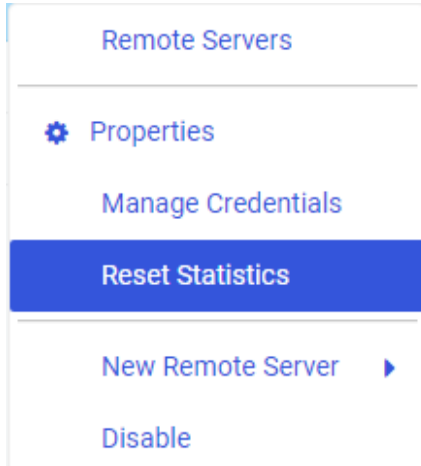 Remote Servers
Properties
Manage Credentials
Reset Statistics
New Remote Server
Disable